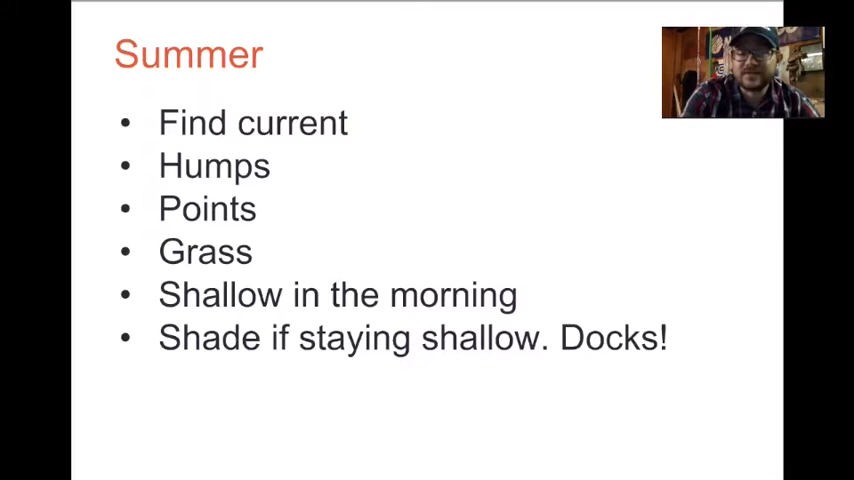 Summer
• Find current
• Humps
• Points
• Grass
• Shallow in the morning
• Shade if staying shallow. Docks!